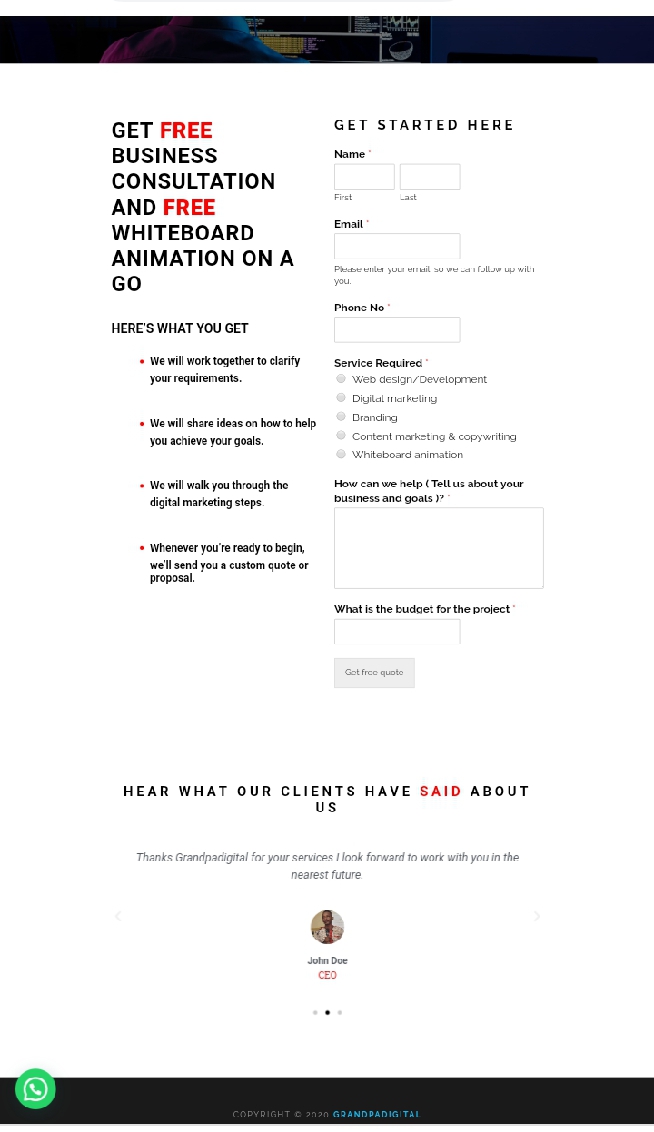 GET FREE
BUSINESS
CONSULTATION
AND FREE
WHITEBOARD
ANIMATION ON A
GO
HERE'S WHAT YOU GET
We will work together to clarify
your requirements.
We will share ideas on how to help
you achieve your goals.
We will walk you through the
digital marketing steps.
Whenever you're ready to begin,
we'll send you a custom quote or
proposal.
GET STARTED HERE
Name *
First
Last
Email *
Please enter your email, so we can follow up with
you.
Phone No *
Service Required *
Web design/Development
Digital marketing
Branding
Content marketing & copywriting
Whiteboard animation
How can we help ( Tell us about your
business and goals )? *
What is the budget for the project *
Get free quote
HEAR WHAT OUR CLIENTS HAVE SAID ABOUT
US
Thanks Grandpadigital for your services I look forward to work with you in the
nearest future.
John Doe
CEO
COPYRIGHT © 2020 GRANDPADIGITAL